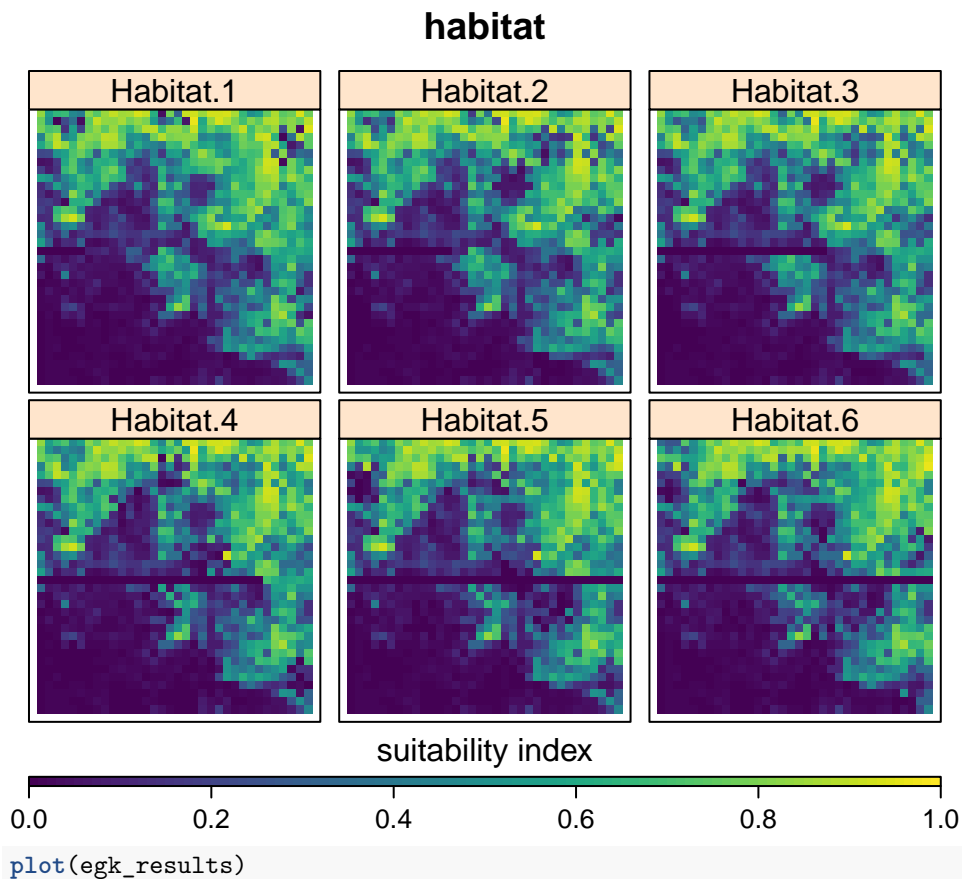 habitat
Habitat.1 Habitat.2 Habitat.3
Habitat.4 Habitat.5 Habitat.6
suitability index
0.0 0.2 0.4 0.6 0.8 1.0
plot(egk_results)